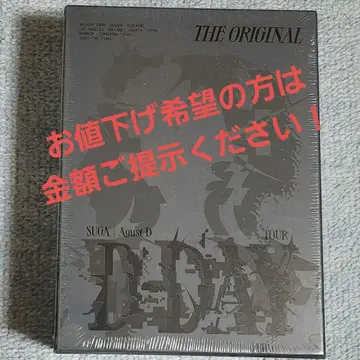 THE ORIGINAL
お値下げ希望の方は
金額ご提示ください！
SUGA | Agust D
TOUR
D-DAY